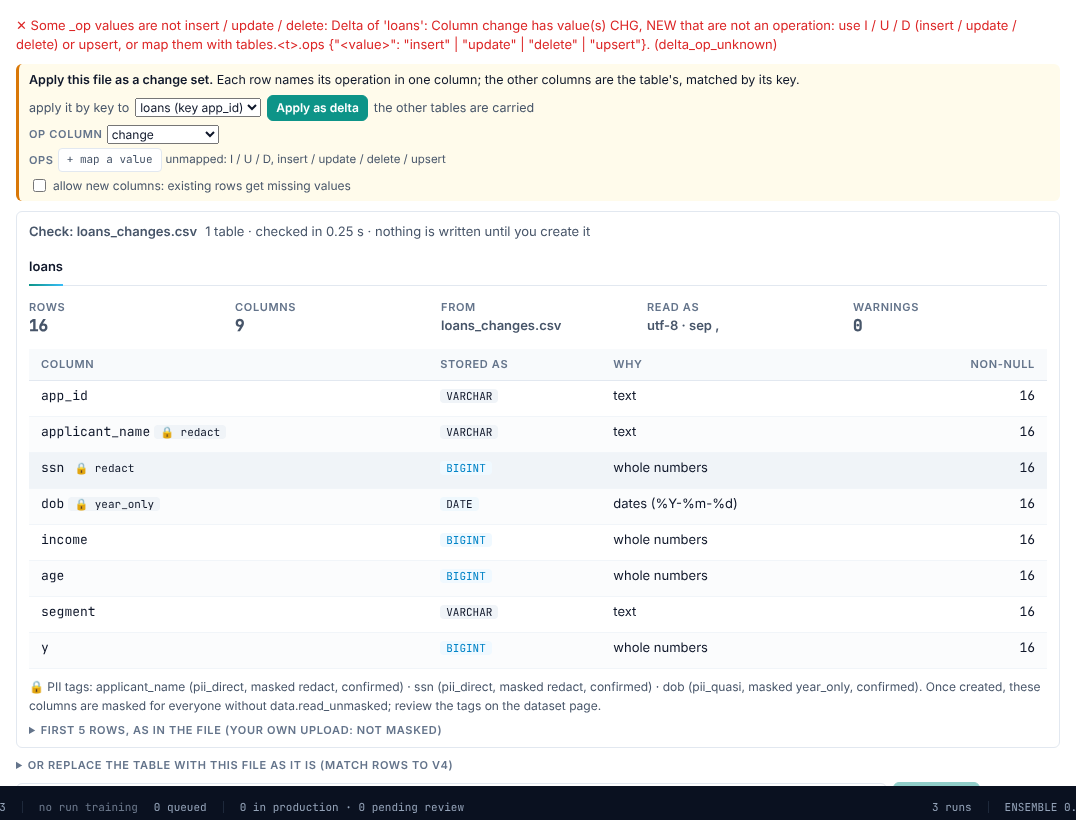 ✕ Some _op values are not insert / update / delete: Delta of 'loans': Column change has value(s) CHG, NEW that are not an operation: use I / U / D (insert / update /
delete) or upsert, or map them with tables.<t>.ops {"<value>": "insert" | "update" | "delete" | "upsert"}. (delta_op_unknown)
Apply this file as a change set. Each row names its operation in one column; the other columns are the table's, matched by its key.
apply it by key to loans (key app_id) Apply as delta the other tables are carried
OP COLUMN change
OPS + map a value unmapped: I / U / D, insert / update / delete / upsert
allow new columns: existing rows get missing values
Check: loans_changes.csv 1 table · checked in 0.25 s · nothing is written until you create it
loans
ROWS COLUMNS FROM READ AS WARNINGS
16 9 loans_changes.csv utf-8 · sep , 0
COLUMN STORED AS WHY NON-NULL
app_id VARCHAR text 16
applicant_name 🔒 redact VARCHAR text 16
ssn 🔒 redact BIGINT whole numbers 16
dob 🔒 year_only DATE dates (%Y-%m-%d) 16
income BIGINT whole numbers 16
age BIGINT whole numbers 16
segment VARCHAR text 16
y BIGINT whole numbers 16
🔒 PII tags: applicant_name (pii_direct, masked redact, confirmed) · ssn (pii_direct, masked redact, confirmed) · dob (pii_quasi, masked year_only, confirmed). Once created, these
columns are masked for everyone without data.read_unmasked; review the tags on the dataset page.
▶ FIRST 5 ROWS, AS IN THE FILE (YOUR OWN UPLOAD: NOT MASKED)
▶ OR REPLACE THE TABLE WITH THIS FILE AS IT IS (MATCH ROWS TO V4)
3 no run training 0 queued 0 in production · 0 pending review 3 runs ENSEMBLE 0.